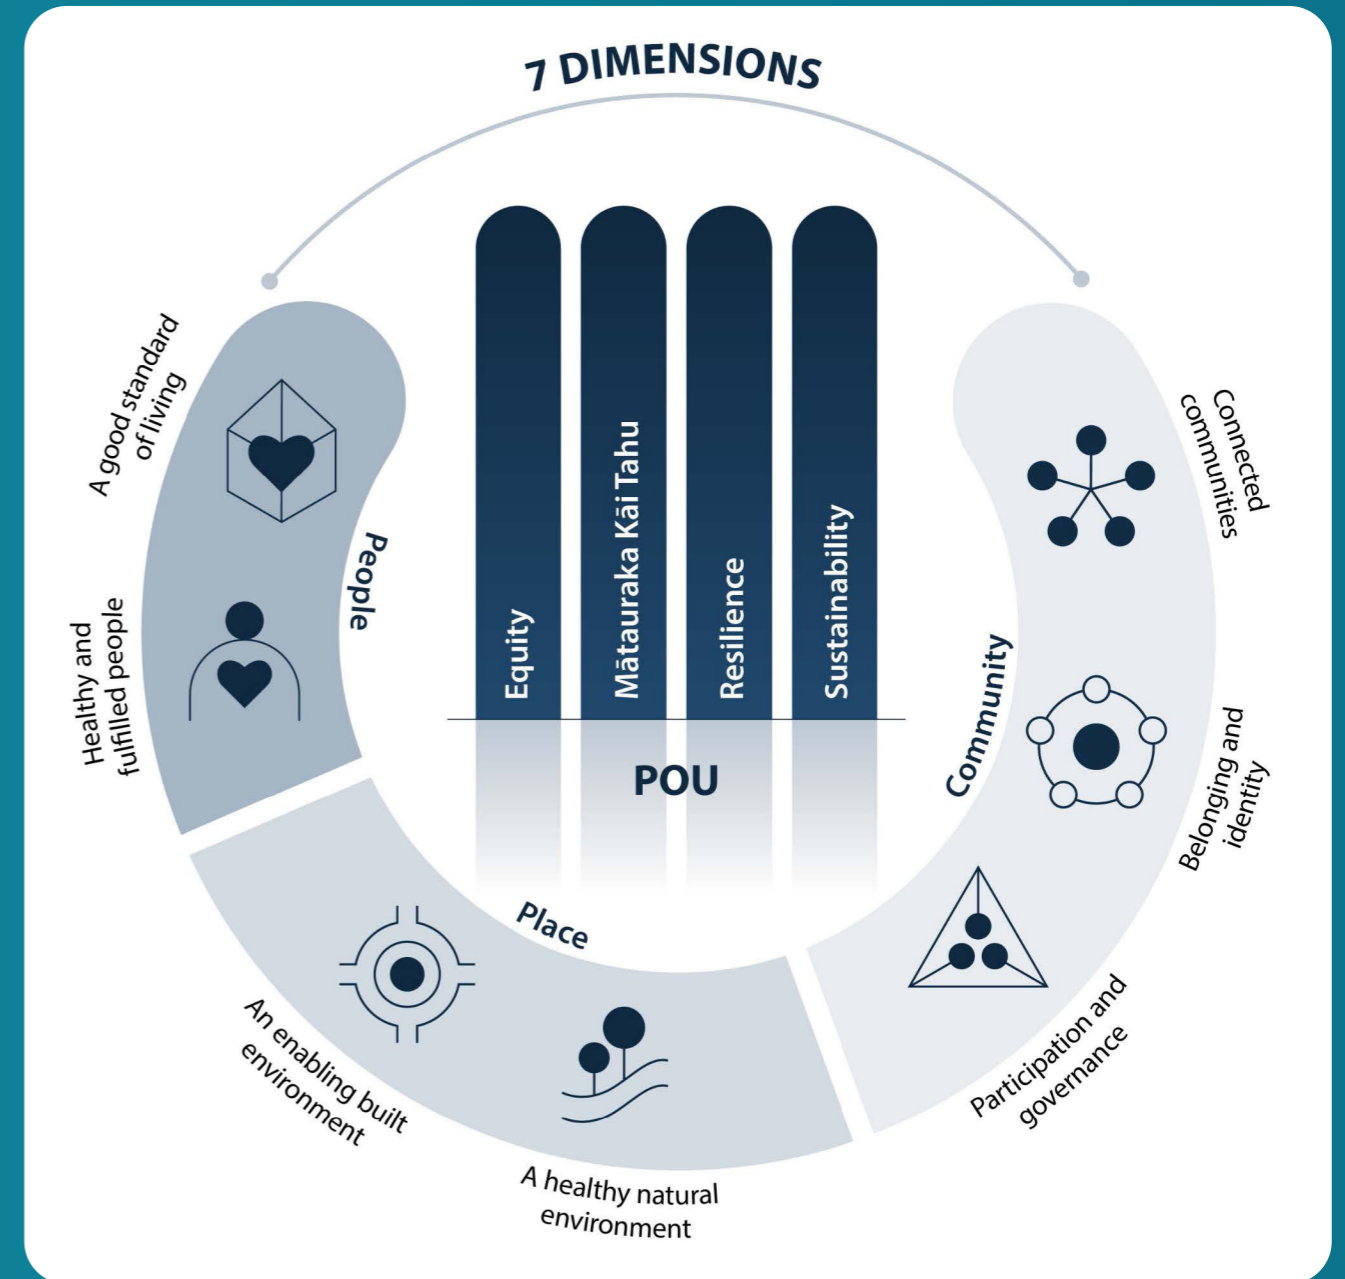 7 DIMENSIONS
A good standard
of living
Healthy and
fulfilled people
People
Equity
Mātauraka Kāi Tahu
Resilience
Sustainability
POU
Place
An enabling built
environment
A healthy natural
environment
Community
Connected
communities
Belonging and
identity
Participation and
governance